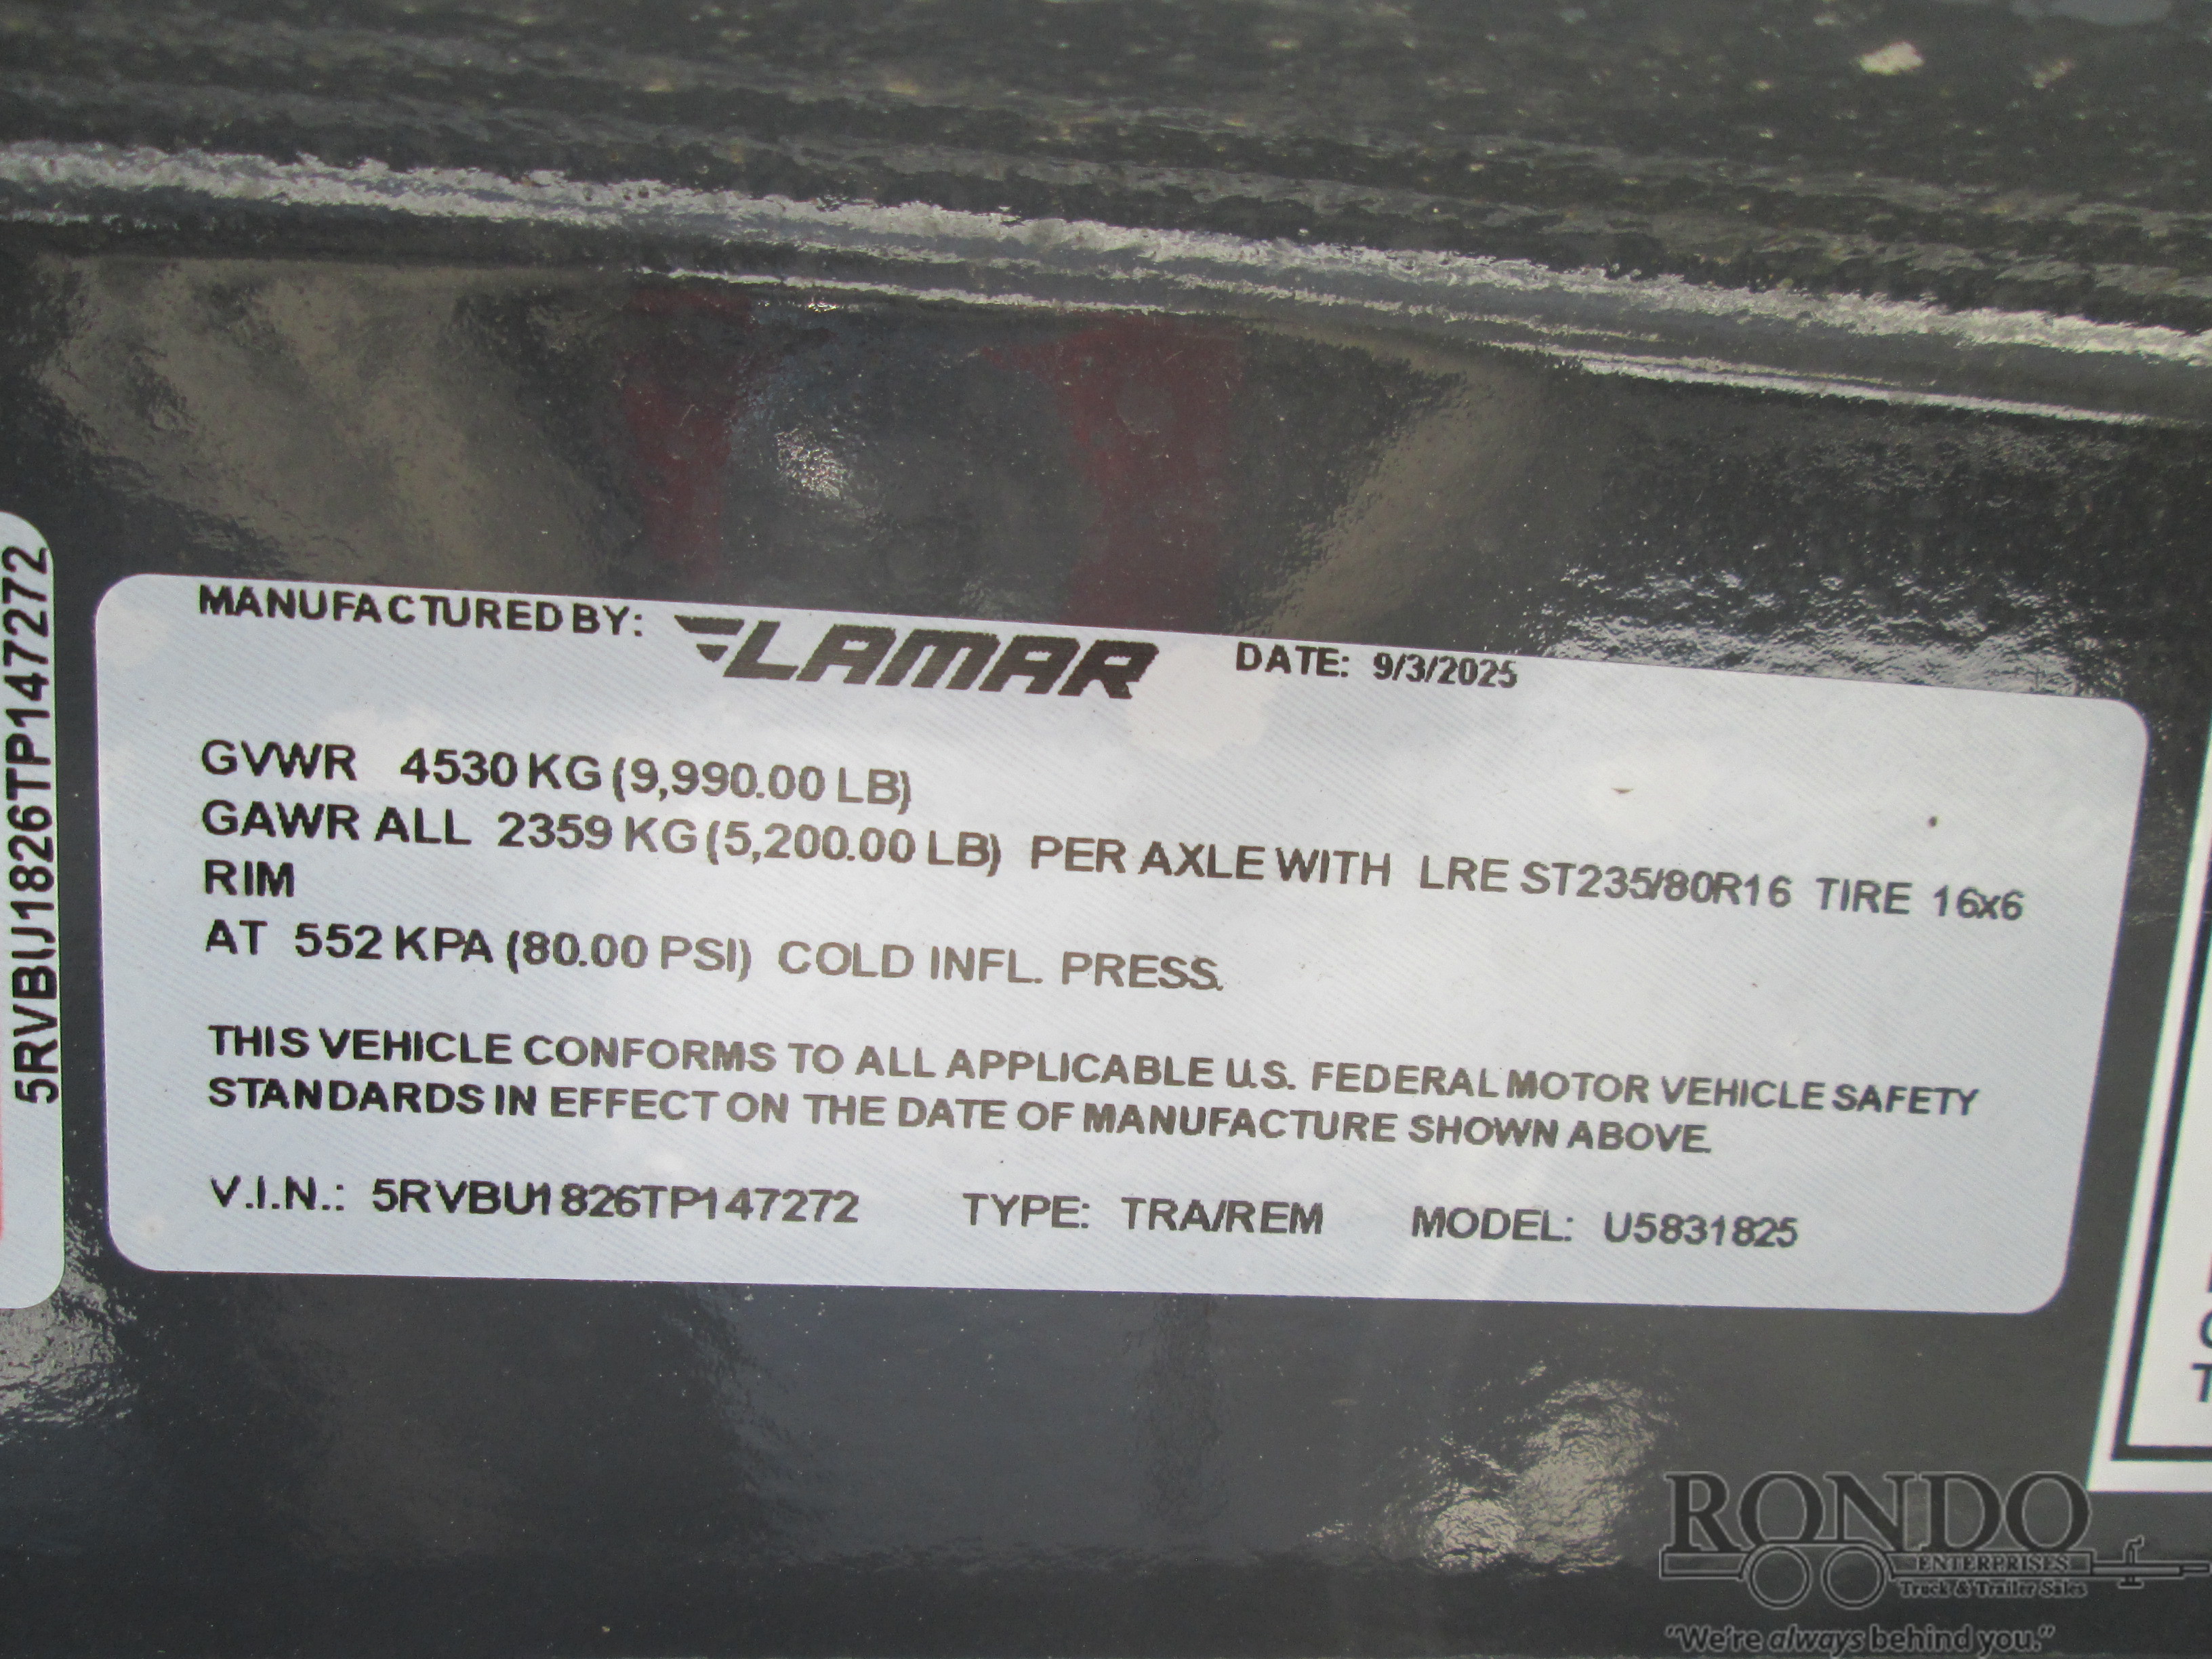 5RVBU1826TP147272
MANUFACTURED BY: LAMAR DATE: 9/3/2025
GVWR 4530 KG (9,990.00 LB)
GAWR ALL 2359 KG (5,200.00 LB) PER AXLE WITH LRE ST235/80R16 TIRE 16x6
RIM
AT 552 KPA (80.00 PSI) COLD INFL. PRESS.
THIS VEHICLE CONFORMS TO ALL APPLICABLE U.S. FEDERAL MOTOR VEHICLE SAFETY
STANDARDS IN EFFECT ON THE DATE OF MANUFACTURE SHOWN ABOVE.
V.I.N.: 5RVBU1826TP147272 TYPE: TRA/REM MODEL: U5831825
RONDO
ENTERPRISES
Truck & Trailer Sales
"We're always behind you."